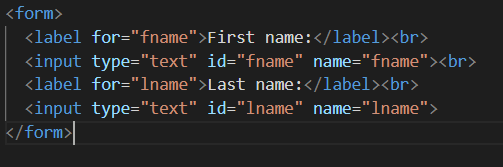 <form>
  <label for="fname">First name:</label><br>
  <input type="text" id="fname" name="fname"><br>
  <label for="lname">Last name:</label><br>
  <input type="text" id="lname" name="lname">
</form>